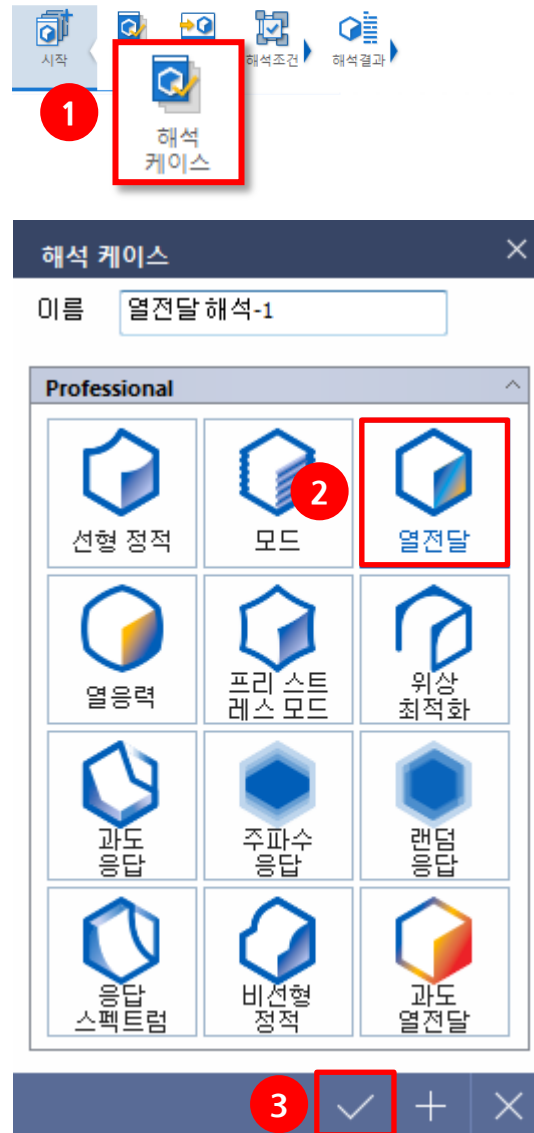 시작
해석조건
해석결과
1
해석
케이스
해석 케이스
이름 열전달 해석-1
Professional
선형 정적
모드
2
열전달
열응력
프리 스트
레스 모드
위상
최적화
과도
응답
주파수
응답
랜덤
응답
응답
스펙트럼
비선형
정적
과도
열전달
3